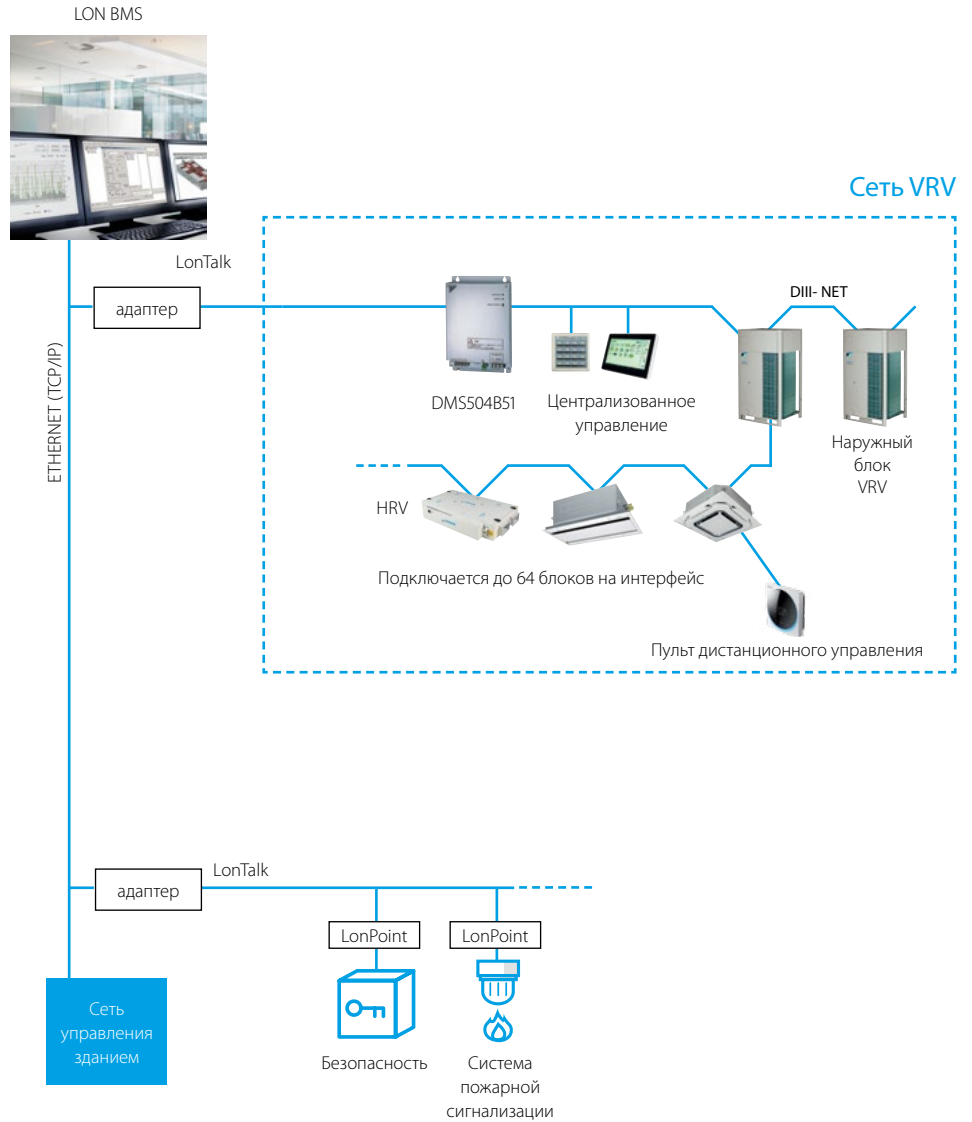 LON BMS
Сеть VRV
LonTalk
адаптер
DIII- NET
ETHERNET (TCP/IP)
DMS504B51
Централизованное
управление
Наружный
блок
VRV
HRV
Подключается до 64 блоков на интерфейс
Пульт дистанционного управления
LonTalk
адаптер
LonPoint
LonPoint
Сеть
управления
зданием
Безопасность
Система
пожарной
сигнализации